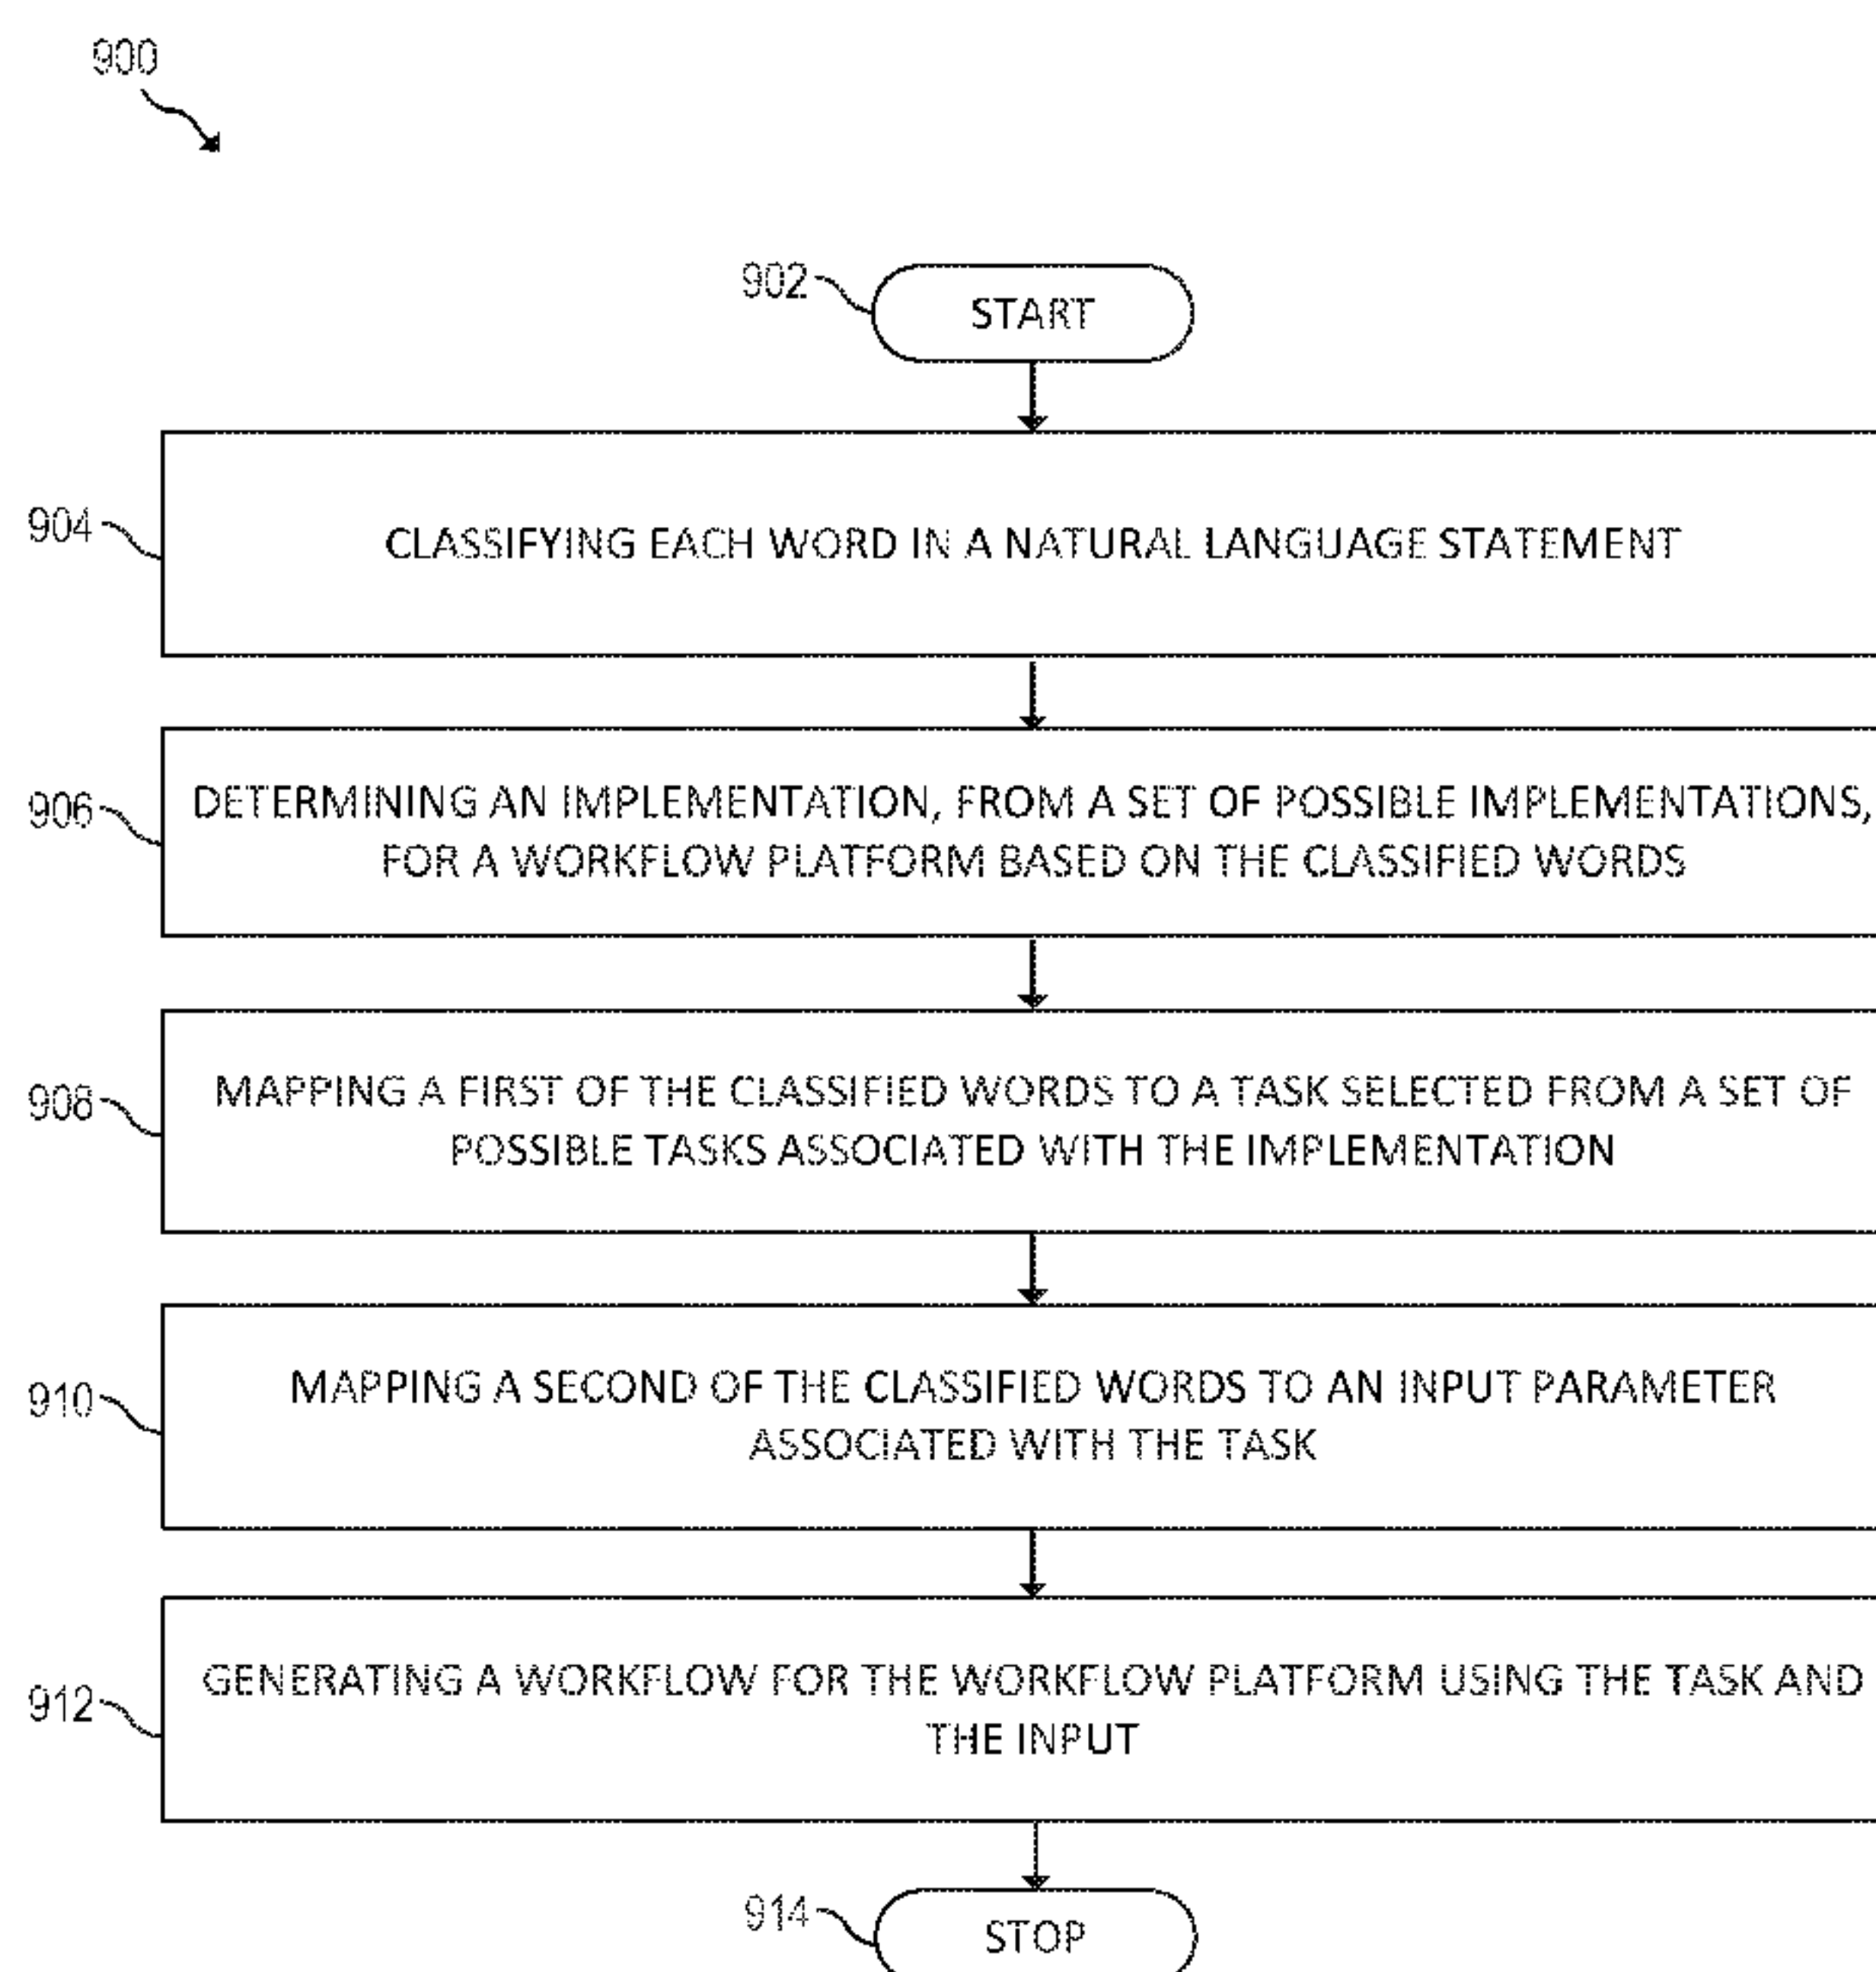 900
902
START
904
CLASSIFYING EACH WORD IN A NATURAL LANGUAGE STATEMENT
906
DETERMINING AN IMPLEMENTATION, FROM A SET OF POSSIBLE IMPLEMENTATIONS,
FOR A WORKFLOW PLATFORM BASED ON THE CLASSIFIED WORDS
908
MAPPING A FIRST OF THE CLASSIFIED WORDS TO A TASK SELECTED FROM A SET OF
POSSIBLE TASKS ASSOCIATED WITH THE IMPLEMENTATION
910
MAPPING A SECOND OF THE CLASSIFIED WORDS TO AN INPUT PARAMETER
ASSOCIATED WITH THE TASK
912
GENERATING A WORKFLOW FOR THE WORKFLOW PLATFORM USING THE TASK AND
THE INPUT
914
STOP